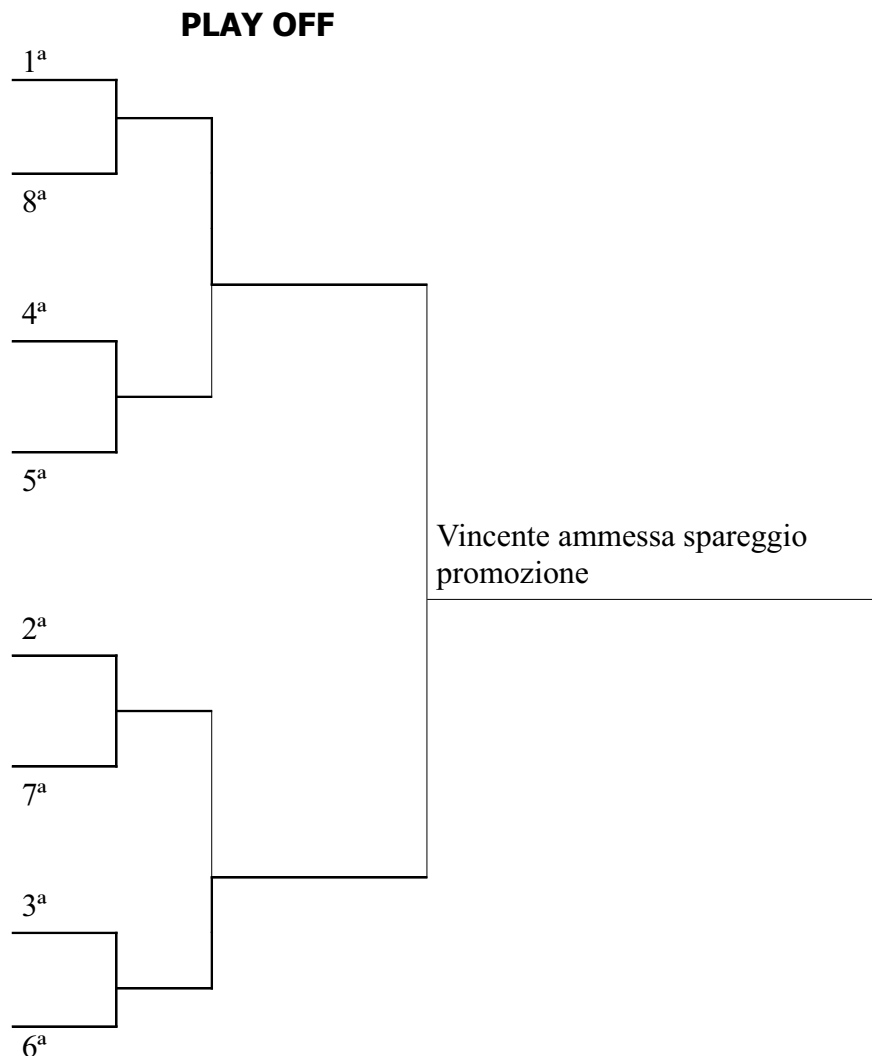 PLAY OFF
1ª
8ª
4ª
5ª
Vincente ammessa spareggio
promozione
2ª
7ª
3ª
6ª